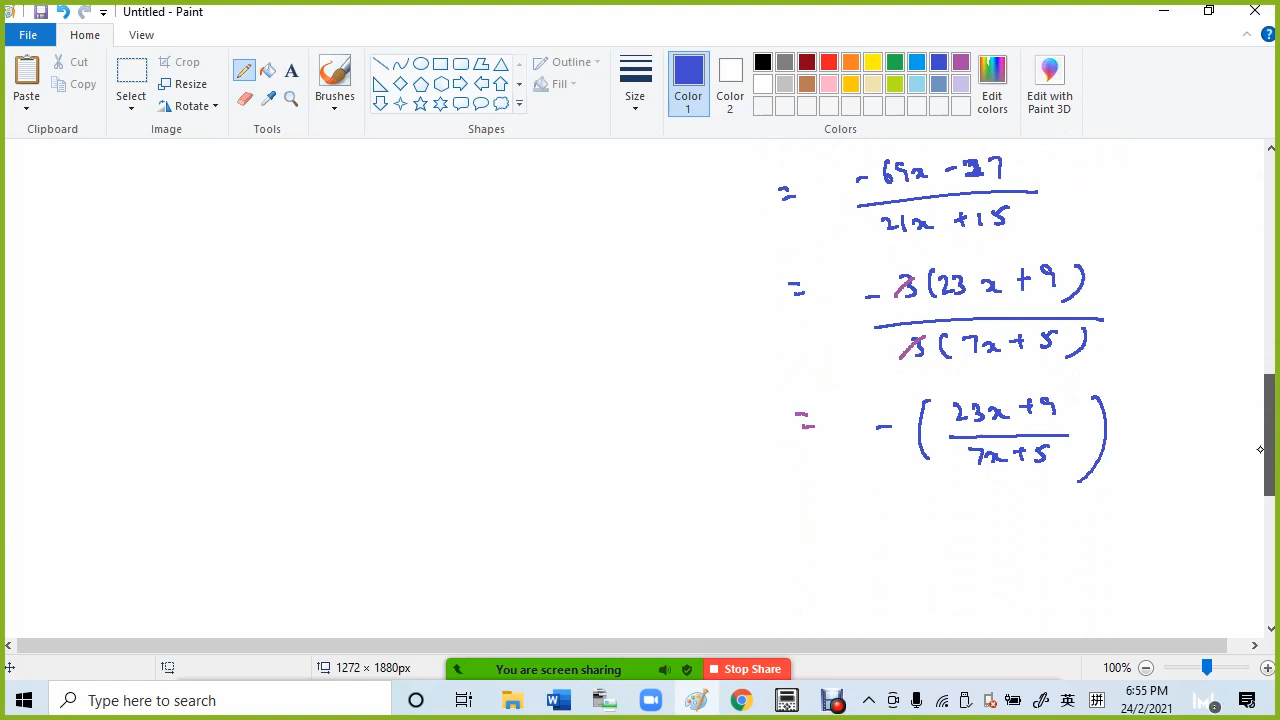 Untitled - Paint
File Home View
Paste
Cut
Copy
Clipboard
Select
Crop
Resize
Rotate
Image
Tools
Brushes
Shapes
Outline
Fill
Size
Color 1
Color 2
Colors
Edit colors
Edit with Paint 3D
= (-69x - 27)/(21x + 15)
= -3(23x + 9)/3(7x + 5)
= -((23x + 9)/(7x + 5))
1272 × 1880px
You are screen sharing
Stop Share
100%
Type here to search
英
6:55 PM
24/2/2021